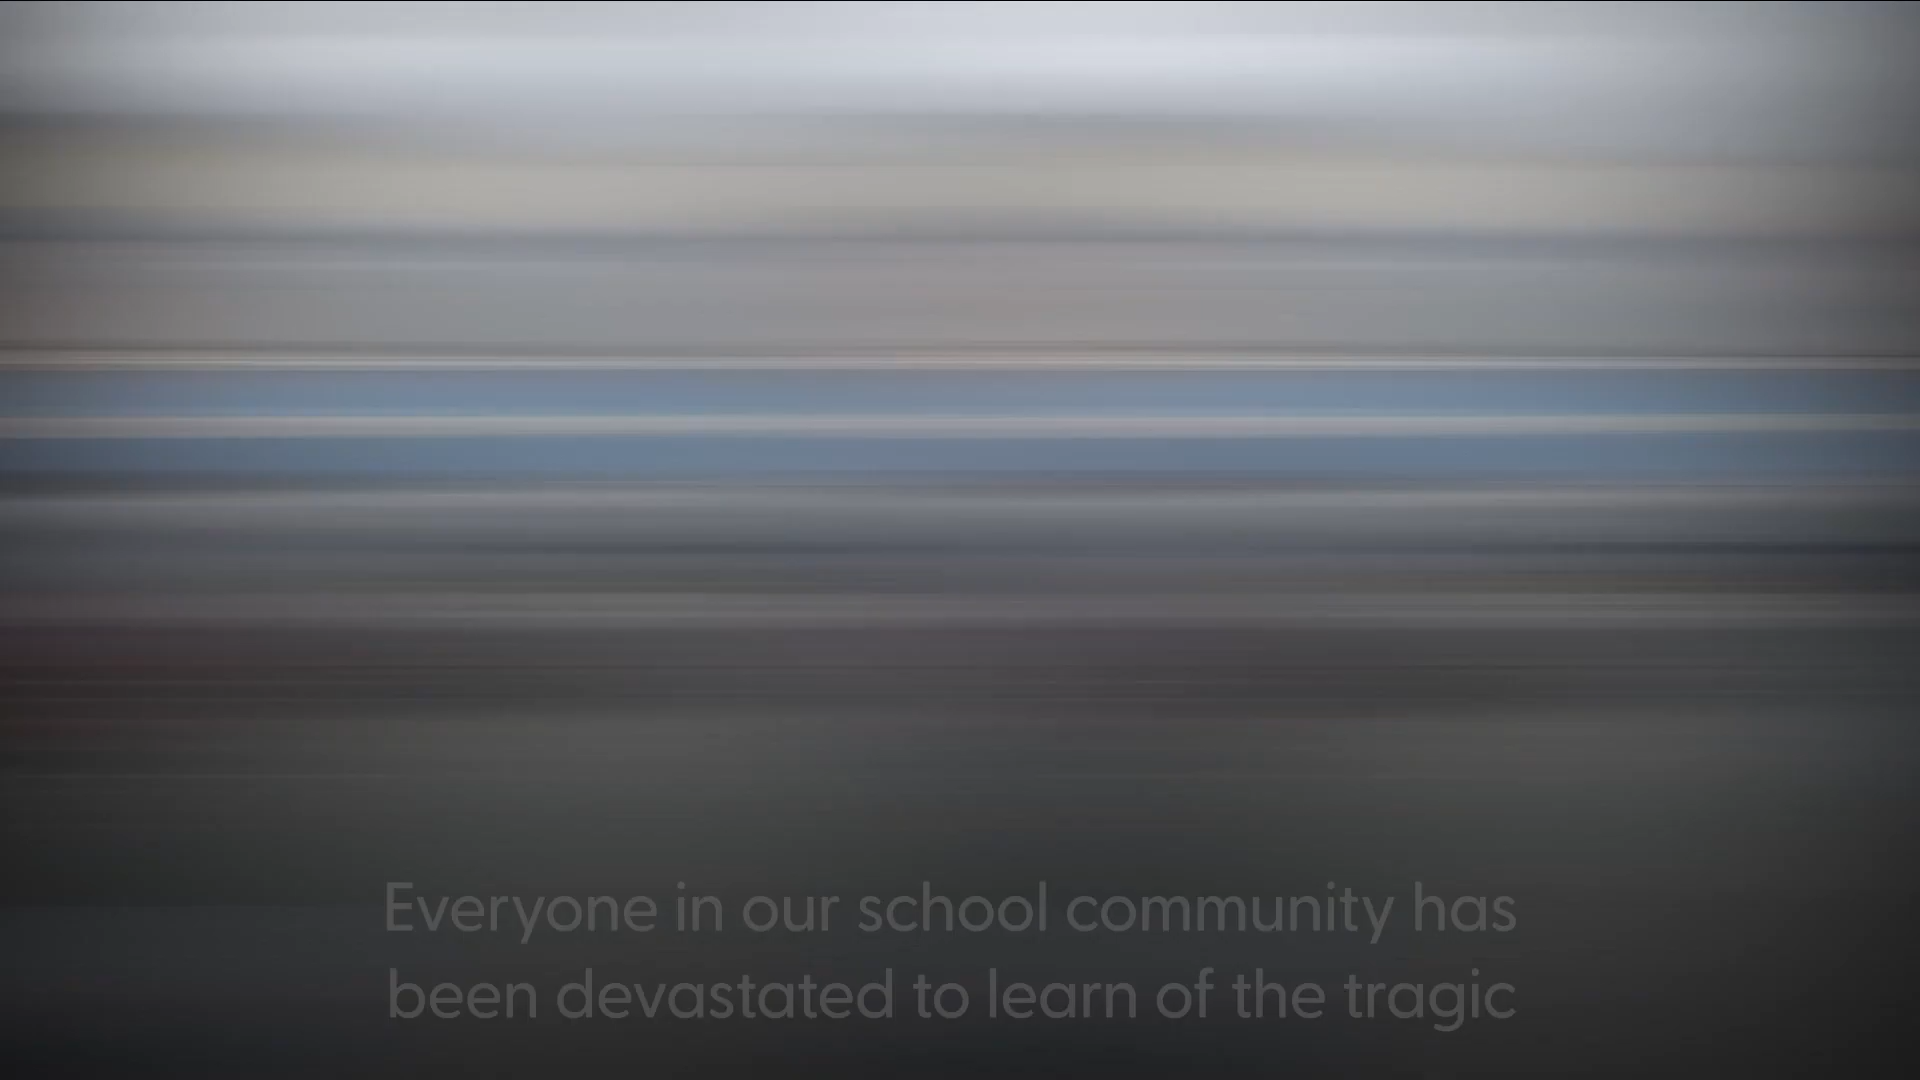 Everyone in our school community has
been devastated to learn of the tragic